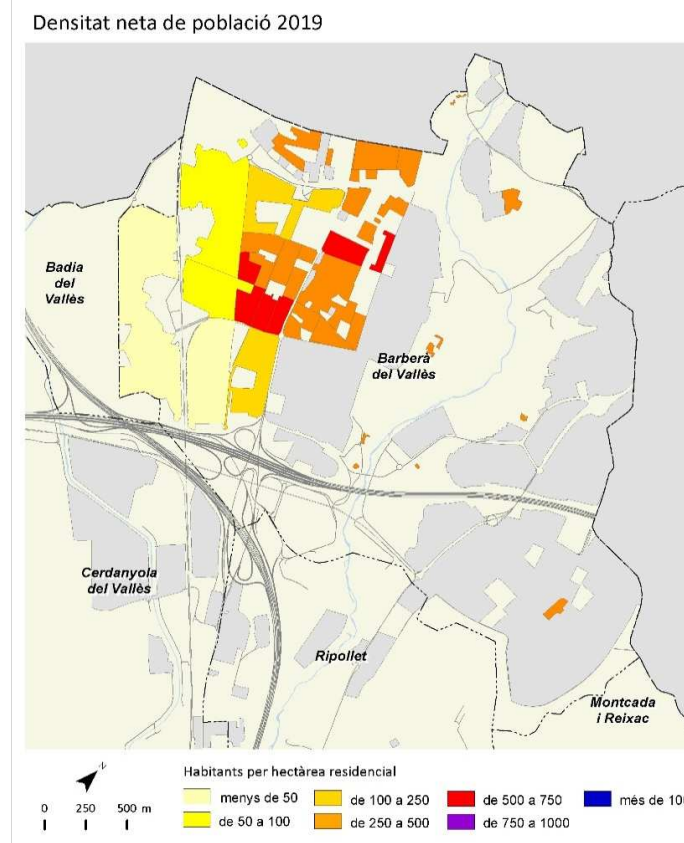 Densitat neta de població 2019
Badia
del
Vallès
Barberà
del Vallès
Cerdanyola
del Vallès
Ripollet
Montcada
i Reixac
N
0 250 500 m
Habitants per hectàrea residencial
menys de 50
de 100 a 250
de 500 a 750
més de 100
de 50 a 100
de 250 a 500
de 750 a 1000